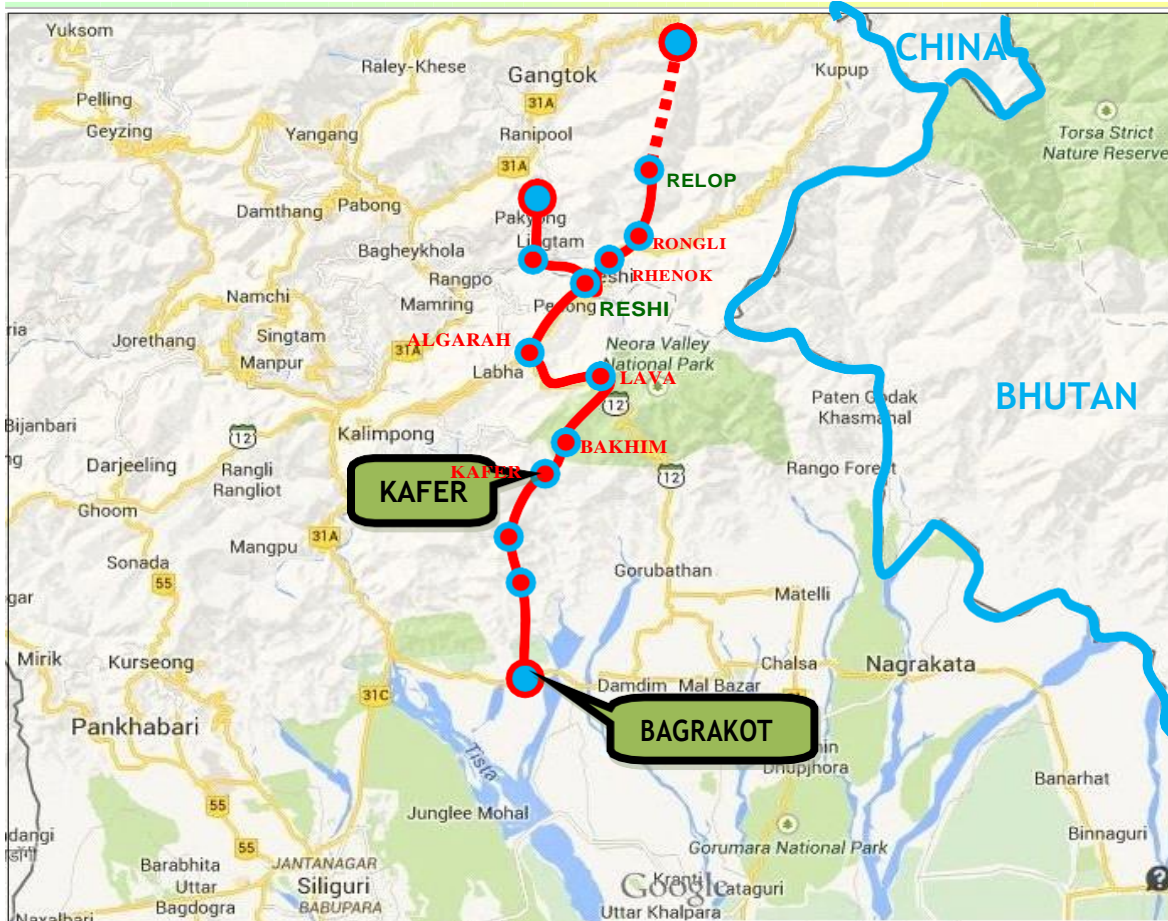 Yuksom
CHINA
Raley-Khese
Gangtok
Kupup
Pelling
31A
Geyzing
Yangang
Ranipool
Torsa Strict
Nature Reserve
31A
RELOP
Damthang
Pabong
Pakyong
Lingtam
RONGLI
Bagheykhola
Rangpo
RHENOK
Namchi
Mamring
RESHI
Jorethang
Singtam
31A
ALGARAH
Neora Valley
National Park
Manpur
Labha
LAVA
BHUTAN
12
Paten Godak
Khasmahal
Bijanbari
12
Kalimpong
BAKHIM
Darjeeling
Rangli
Rangliot
KAFER
KAFER
12
Rango Forest
Ghoom
31A
Mangpu
Sonada
55
Gorubathan
Matelli
Mirik
Kurseong
Chalsa
Nagrakata
31C
Damdim
Mal Bazar
Pankhabari
BAGRAKOT
Tista
Dhupjhora
Banarhat
55
Junglee Mohal
Binnaguri
55
Gorumara National Park
Barabhita
JANTANAGAR
Uttar
Bagdogra
Siliguri
BABUPARA
Google
Kranti
Uttar Khalpara